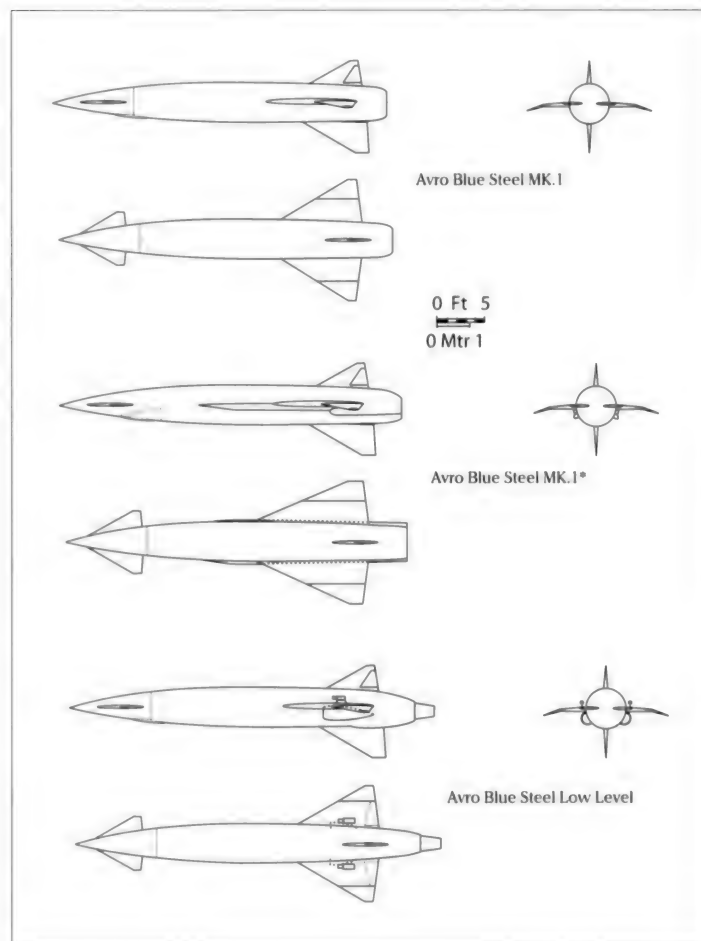 Avro Blue Steel MK.1
0 Ft 5
0 Mtr 1
Avro Blue Steel MK.1*
Avro Blue Steel Low Level